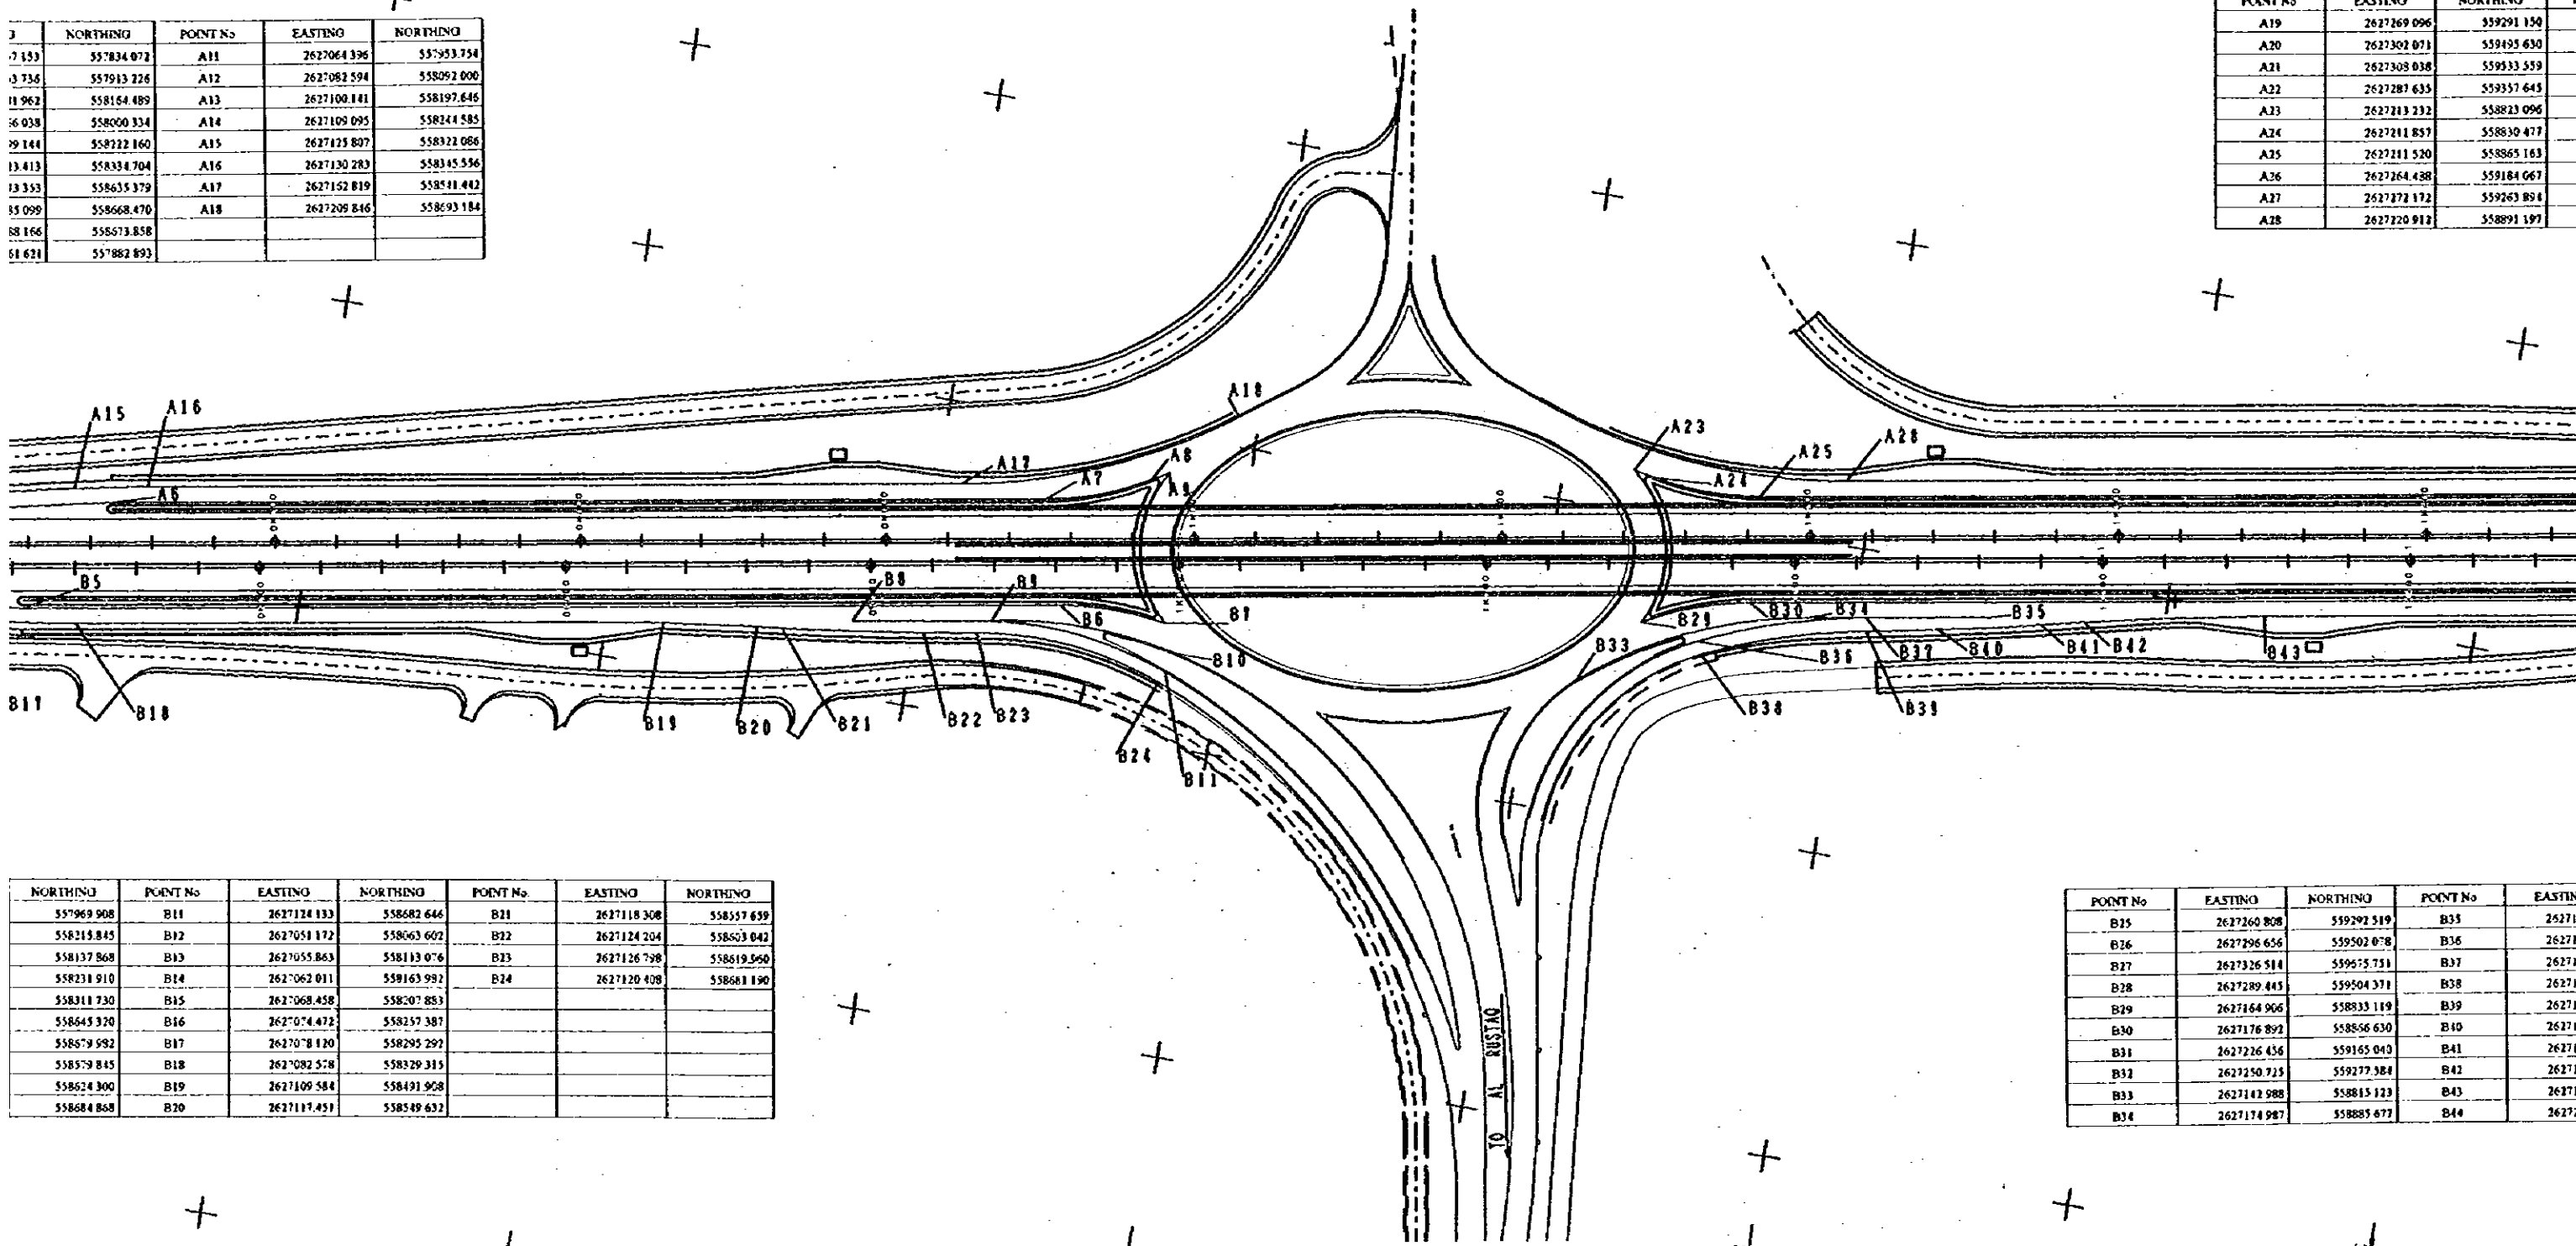 NORTHING POINT No EASTING NORTHING
557834.072 A11 2627064.396 557953.754
557913.226 A12 2627082.594 558092.000
558164.489 A13 2627100.141 558197.646
558000.334 A14 2627109.095 558244.585
558222.160 A15 2627125.807 558322.086
558334.704 A16 2627130.283 558345.556
558635.379 A17 2627152.819 558541.442
558668.470 A18 2627209.846 558693.184
558673.858
557882.893
POINT No EASTING NORTHING
A19 2627269.096 559291.150
A20 2627302.071 559495.630
A21 2627308.038 559533.559
A22 2627287.635 559357.645
A23 2627213.232 558823.096
A24 2627211.857 558830.477
A25 2627211.520 558865.163
A26 2627264.438 559184.067
A27 2627272.172 559263.894
A28 2627220.912 558891.197
A15 A16 A18 A23
A6 A17 A7 A8 A9 A24 A25 A28
B5 B8 B9 B6 B7 B29 B30 B34 B35
B10 B33 B36 B37 B40 B41 B42 B43
B17 B18 B19 B20 B21 B22 B23 B38 B39
B24 B11
TO AL RUSTAQ
NORTHING POINT No EASTING NORTHING POINT No. EASTING NORTHING
557969.908 B11 2627124.133 558682.646 B21 2627118.308 558557.659
558215.845 B12 2627051.172 558063.602 B22 2627124.204 558603.042
558137.868 B13 2627055.863 558113.076 B23 2627126.798 558619.560
558231.910 B14 2627062.011 558163.992 B24 2627120.408 558681.190
558311.730 B15 2627068.458 558207.883
558645.320 B16 2627074.472 558257.387
558679.982 B17 2627078.120 558295.292
558579.845 B18 2627082.578 558329.315
558624.300 B19 2627109.584 558491.908
558684.868 B20 2627117.451 558549.632
POINT No EASTING NORTHING POINT No
B25 2627260.808 559292.519 B35
B26 2627296.656 559502.078 B36
B27 2627326.514 559675.751 B37
B28 2627289.445 559504.371 B38
B29 2627164.906 558833.119 B39
B30 2627176.892 558866.630 B40
B31 2627226.456 559165.040 B41
B32 2627250.725 559277.384 B42
B33 2627142.988 558815.123 B43
B34 2627174.987 558885.677 B44